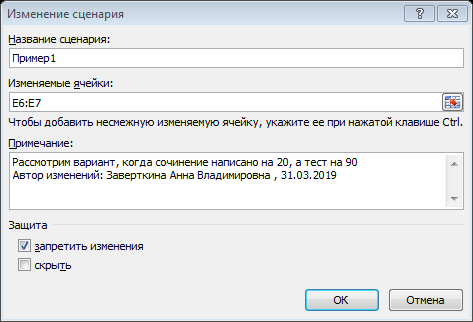 Изменение сценария
Название сценария:
Пример1
Изменяемые ячейки:
E6:E7
Чтобы добавить несмежную изменяемую ячейку, укажите ее при нажатой клавише Ctrl.
Примечание:
Рассмотрим вариант, когда сочинение написано на 20, а тест на 90
Автор изменений: Заверткина Анна Владимировна , 31.03.2019
Защита
запретить изменения
скрыть
ОК
Отмена